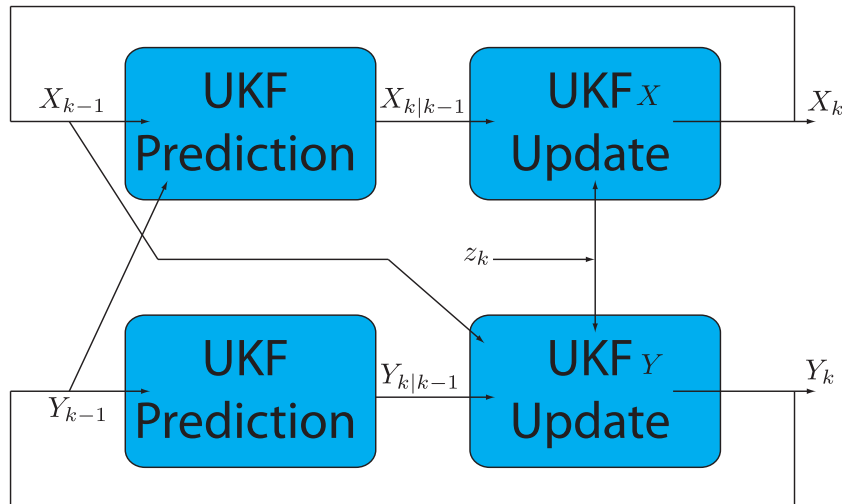 UKF
Prediction
X_{k-1}
X_{k|k-1}
UKF X
Update
X_k
z_k
UKF
Prediction
Y_{k-1}
Y_{k|k-1}
UKF Y
Update
Y_k